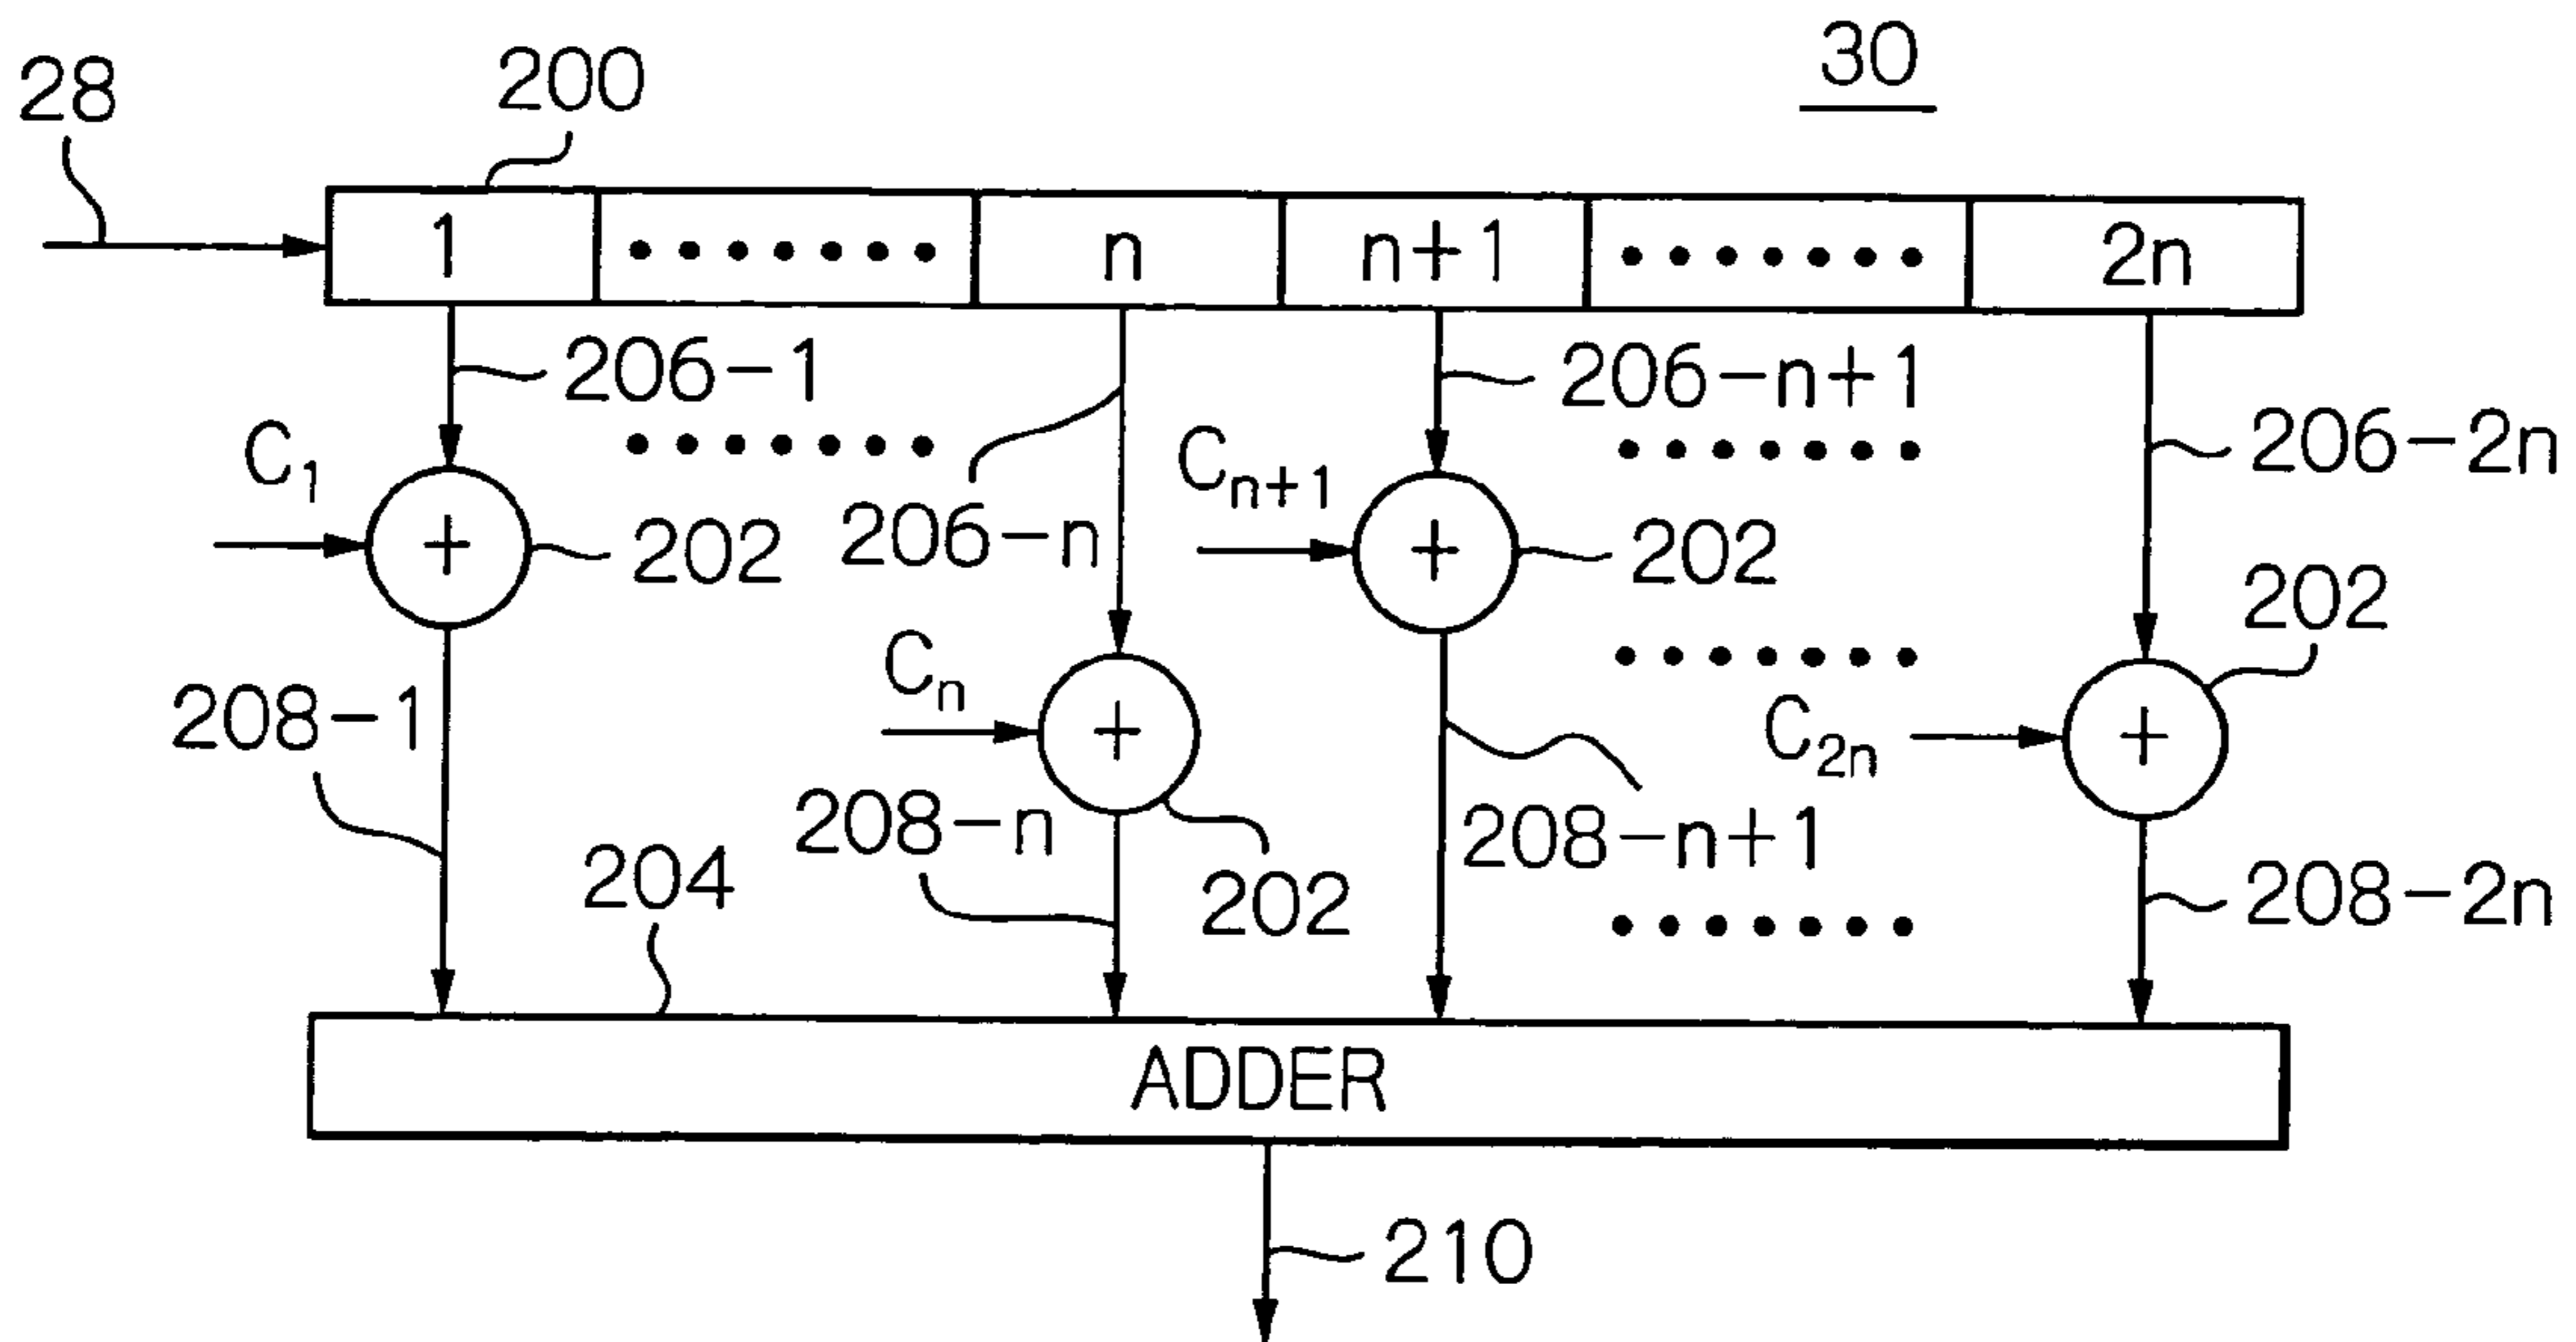 30
28
200
1 ....... n n+1 ....... 2n
206-1
206-n+1
.......
.......
206-2n
C1
Cn+1
206-n
+
202
+
202
202
.......
Cn
C2n
208-1
+
+
208-n
208-n+1
204
202
208-2n
.......
ADDER
210